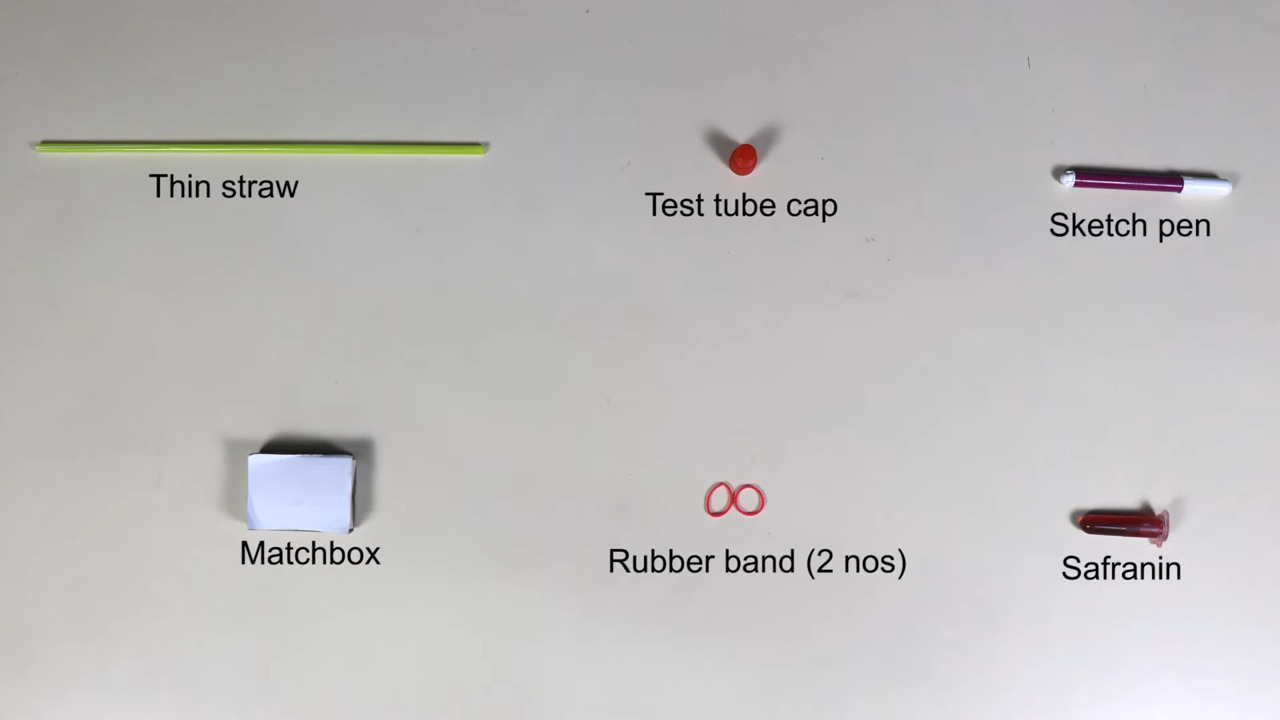 Thin straw
Test tube cap
Sketch pen
Matchbox
Rubber band (2 nos)
Safranin